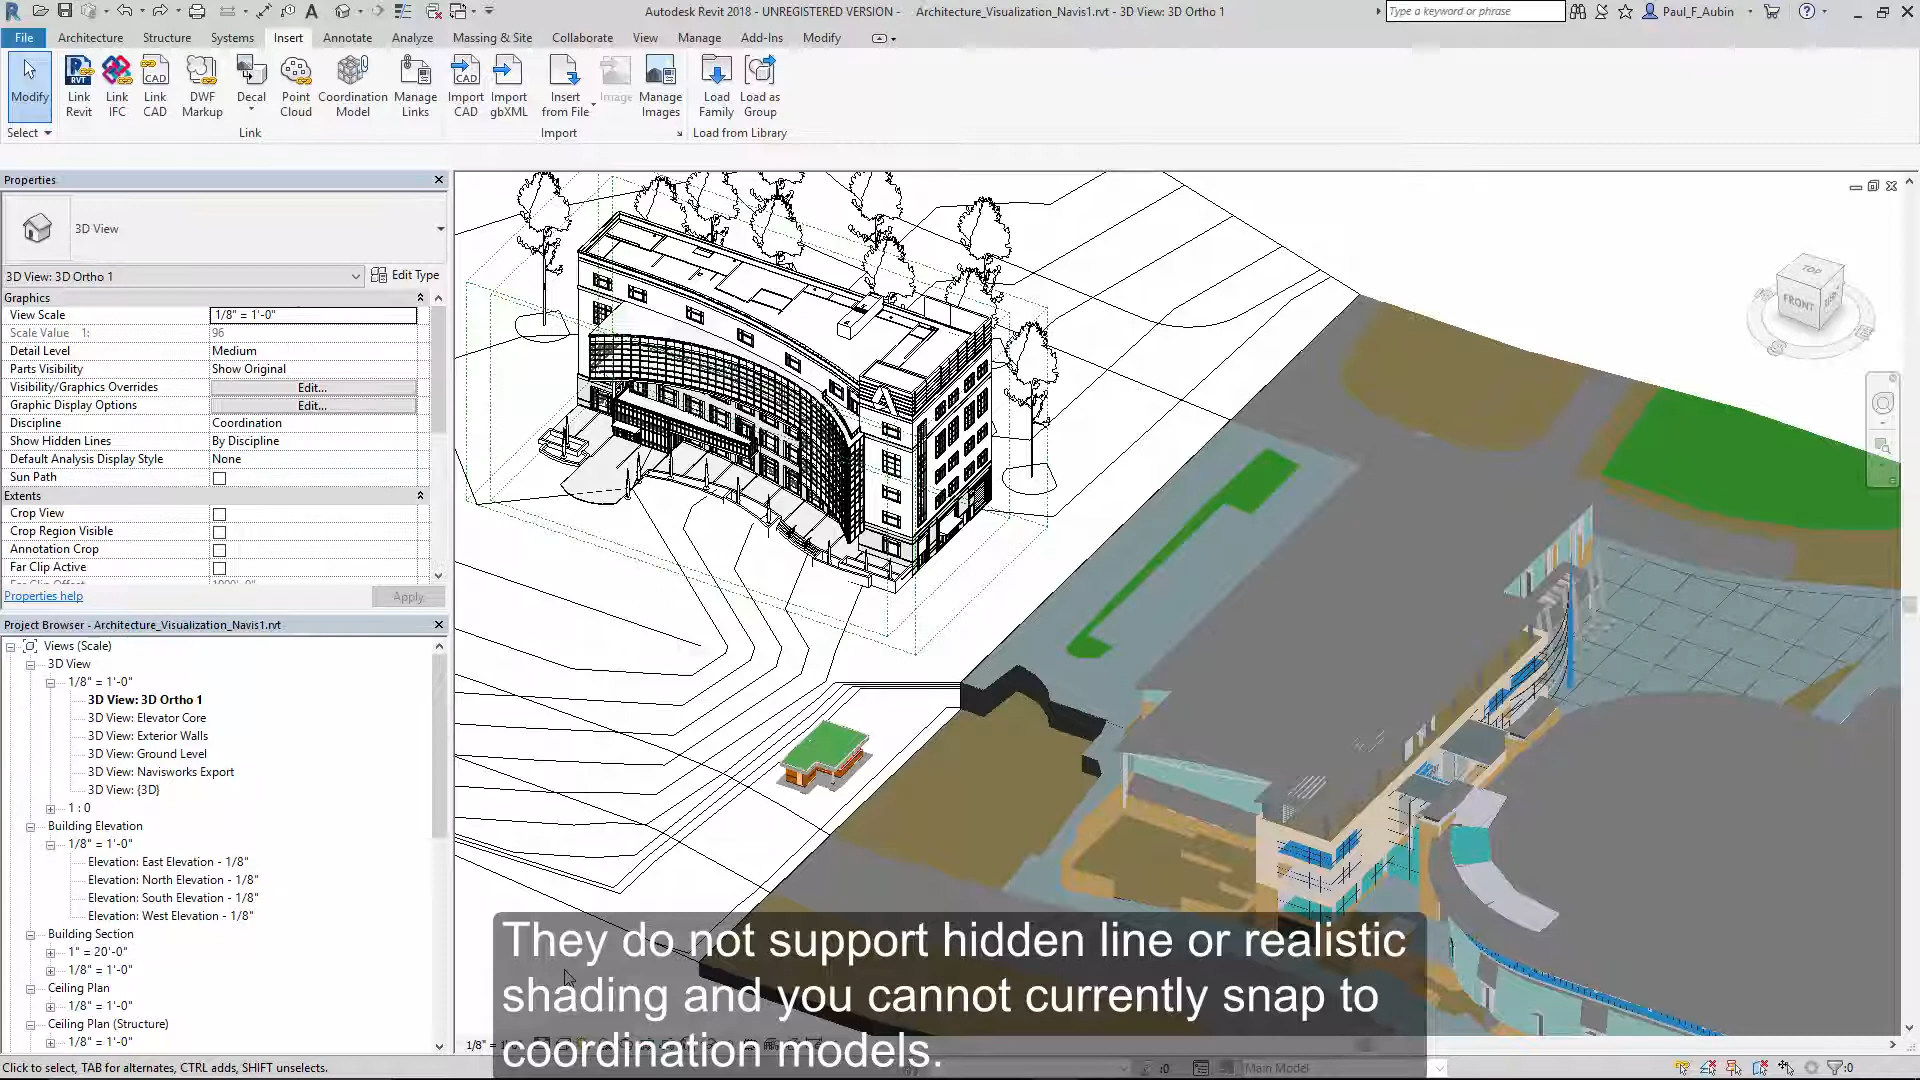 Autodesk Revit 2018 - UNREGISTERED VERSION - Architecture_Visualization_Navis1.rvt - 3D View: 3D Ortho 1
Type a keyword or phrase
Paul_F_Aubin
File Architecture Structure Systems Insert Annotate Analyze Massing & Site Collaborate View Manage Add-Ins Modify
Modify
Link Revit
Link IFC
Link CAD
DWF Markup
Decal
Point Cloud
Coordination Model
Manage Links
Import CAD
Import gbXML
Insert from File
Image
Manage Images
Load Family
Load as Group
Select
Link
Import
Load from Library
Properties
3D View
3D View: 3D Ortho 1
Edit Type
Graphics
View Scale 1/8" = 1'-0"
Scale Value 1: 96
Detail Level Medium
Parts Visibility Show Original
Visibility/Graphics Overrides Edit...
Graphic Display Options Edit...
Discipline Coordination
Show Hidden Lines By Discipline
Default Analysis Display Style None
Sun Path
Extents
Crop View
Crop Region Visible
Annotation Crop
Far Clip Active
Properties help
Apply
Project Browser - Architecture_Visualization_Navis1.rvt
Views (Scale)
3D View
1/8" = 1'-0"
3D View: 3D Ortho 1
3D View: Elevator Core
3D View: Exterior Walls
3D View: Ground Level
3D View: Navisworks Export
3D View: {3D}
1 : 0
Building Elevation
1/8" = 1'-0"
Elevation: East Elevation - 1/8"
Elevation: North Elevation - 1/8"
Elevation: South Elevation - 1/8"
Elevation: West Elevation - 1/8"
Building Section
1" = 20'-0"
1/8" = 1'-0"
Ceiling Plan
1/8" = 1'-0"
Ceiling Plan (Structure)
1/8" = 1'-0"
TOP
FRONT
They do not support hidden line or realistic
shading and you cannot currently snap to
coordination models.
Click to select, TAB for alternates, CTRL adds, SHIFT unselects.
:0
Main Model
:0